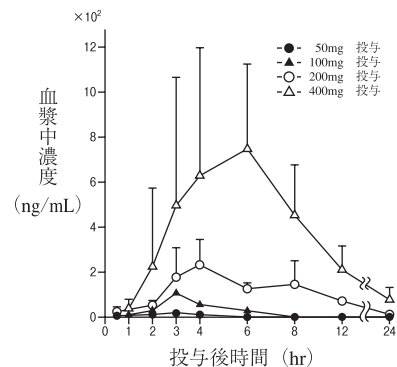 ×10²
50mg 投与
100mg 投与
200mg 投与
400mg 投与
血漿中濃度
(ng/mL)
12
10
8
6
4
2
0
0 1 2 3 4 6 8 12 24
投与後時間（hr）